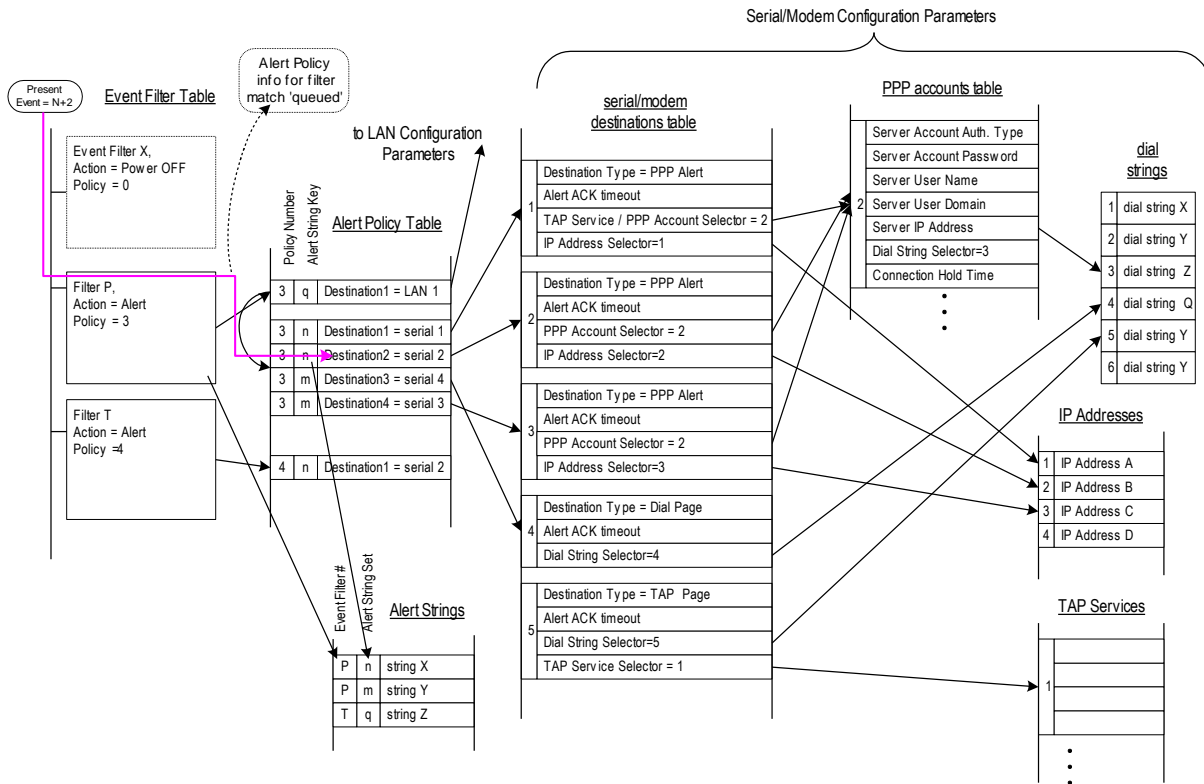 Serial/Modem Configuration Parameters
Present
Event = N+2
Event Filter Table
Alert Policy
info for filter
match 'queued'
to LAN Configuration
Parameters
Event Filter X,
Action = Power OFF
Policy = 0
Filter P,
Action = Alert
Policy = 3
Filter T
Action = Alert
Policy =4
Policy Number
Alert String Key
Alert Policy Table
3 q Destination1 = LAN 1
3 n Destination1 = serial 1
3 n Destination2 = serial 2
3 m Destination3 = serial 4
3 m Destination4 = serial 3
4 n Destination1 = serial 2
Event Filter #
Alert String Set
Alert Strings
P n string X
P m string Y
T q string Z
serial/modem
destinations table
1
Destination Type = PPP Alert
Alert ACK timeout
TAP Service / PPP Account Selector = 2
IP Address Selector=1
2
Destination Type = PPP Alert
Alert ACK timeout
PPP Account Selector = 2
IP Address Selector=2
3
Destination Type = PPP Alert
Alert ACK timeout
PPP Account Selector = 2
IP Address Selector=3
4
Destination Type = Dial Page
Alert ACK timeout
Dial String Selector=4
5
Destination Type = TAP Page
Alert ACK timeout
Dial String Selector=5
TAP Service Selector = 1
PPP accounts table
2
Server Account Auth. Type
Server Account Password
Server User Name
Server User Domain
Server IP Address
Dial String Selector=3
Connection Hold Time
dial
strings
1 dial string X
2 dial string Y
3 dial string Z
4 dial string Q
5 dial string Y
6 dial string Y
IP Addresses
1 IP Address A
2 IP Address B
3 IP Address C
4 IP Address D
TAP Services
1